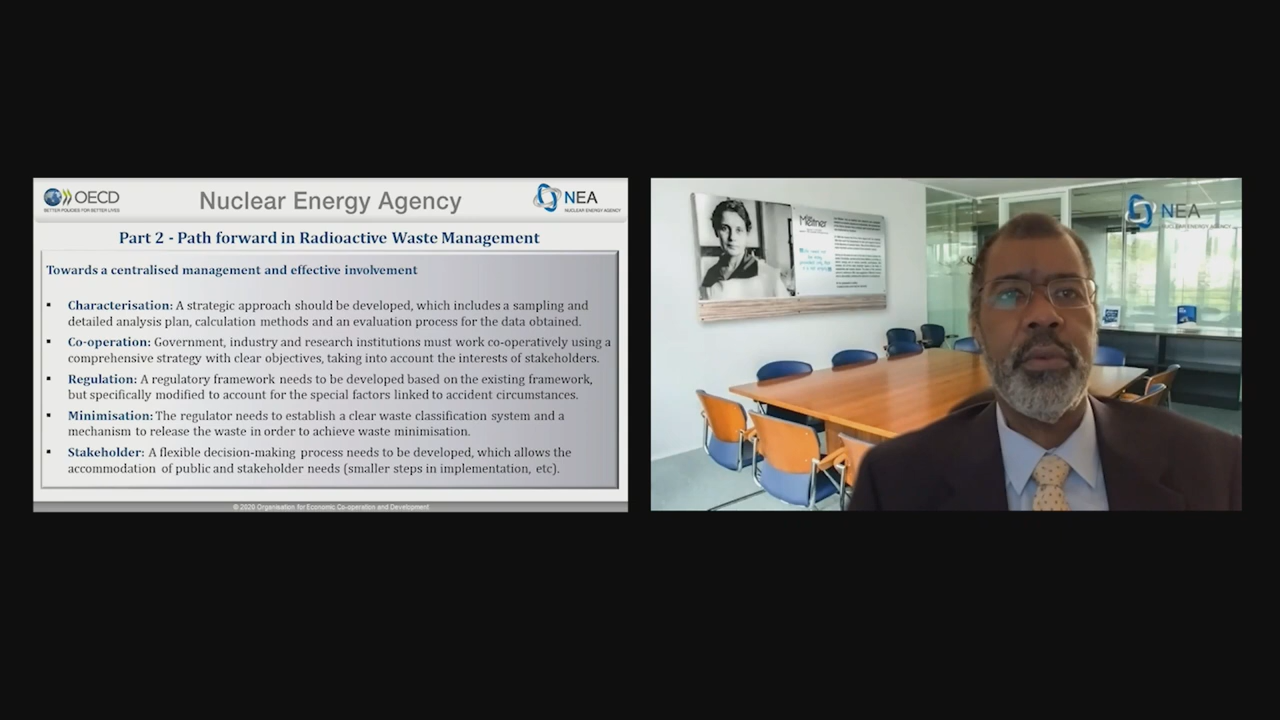 OECD
BETTER POLICIES FOR BETTER LIVES
Nuclear Energy Agency
NEA
NUCLEAR ENERGY AGENCY
Part 2 - Path forward in Radioactive Waste Management
Towards a centralised management and effective involvement
▪ Characterisation: A strategic approach should be developed, which includes a sampling and
detailed analysis plan, calculation methods and an evaluation process for the data obtained.
▪ Co-operation: Government, industry and research institutions must work co-operatively using a
comprehensive strategy with clear objectives, taking into account the interests of stakeholders.
▪ Regulation: A regulatory framework needs to be developed based on the existing framework,
but specifically modified to account for the special factors linked to accident circumstances.
▪ Minimisation: The regulator needs to establish a clear waste classification system and a
mechanism to release the waste in order to achieve waste minimisation.
▪ Stakeholder: A flexible decision-making process needs to be developed, which allows the
accommodation of public and stakeholder needs (smaller steps in implementation, etc).
© 2020 Organisation for Economic Co-operation and Development
Meitner
NEA
NUCLEAR ENERGY AGENCY